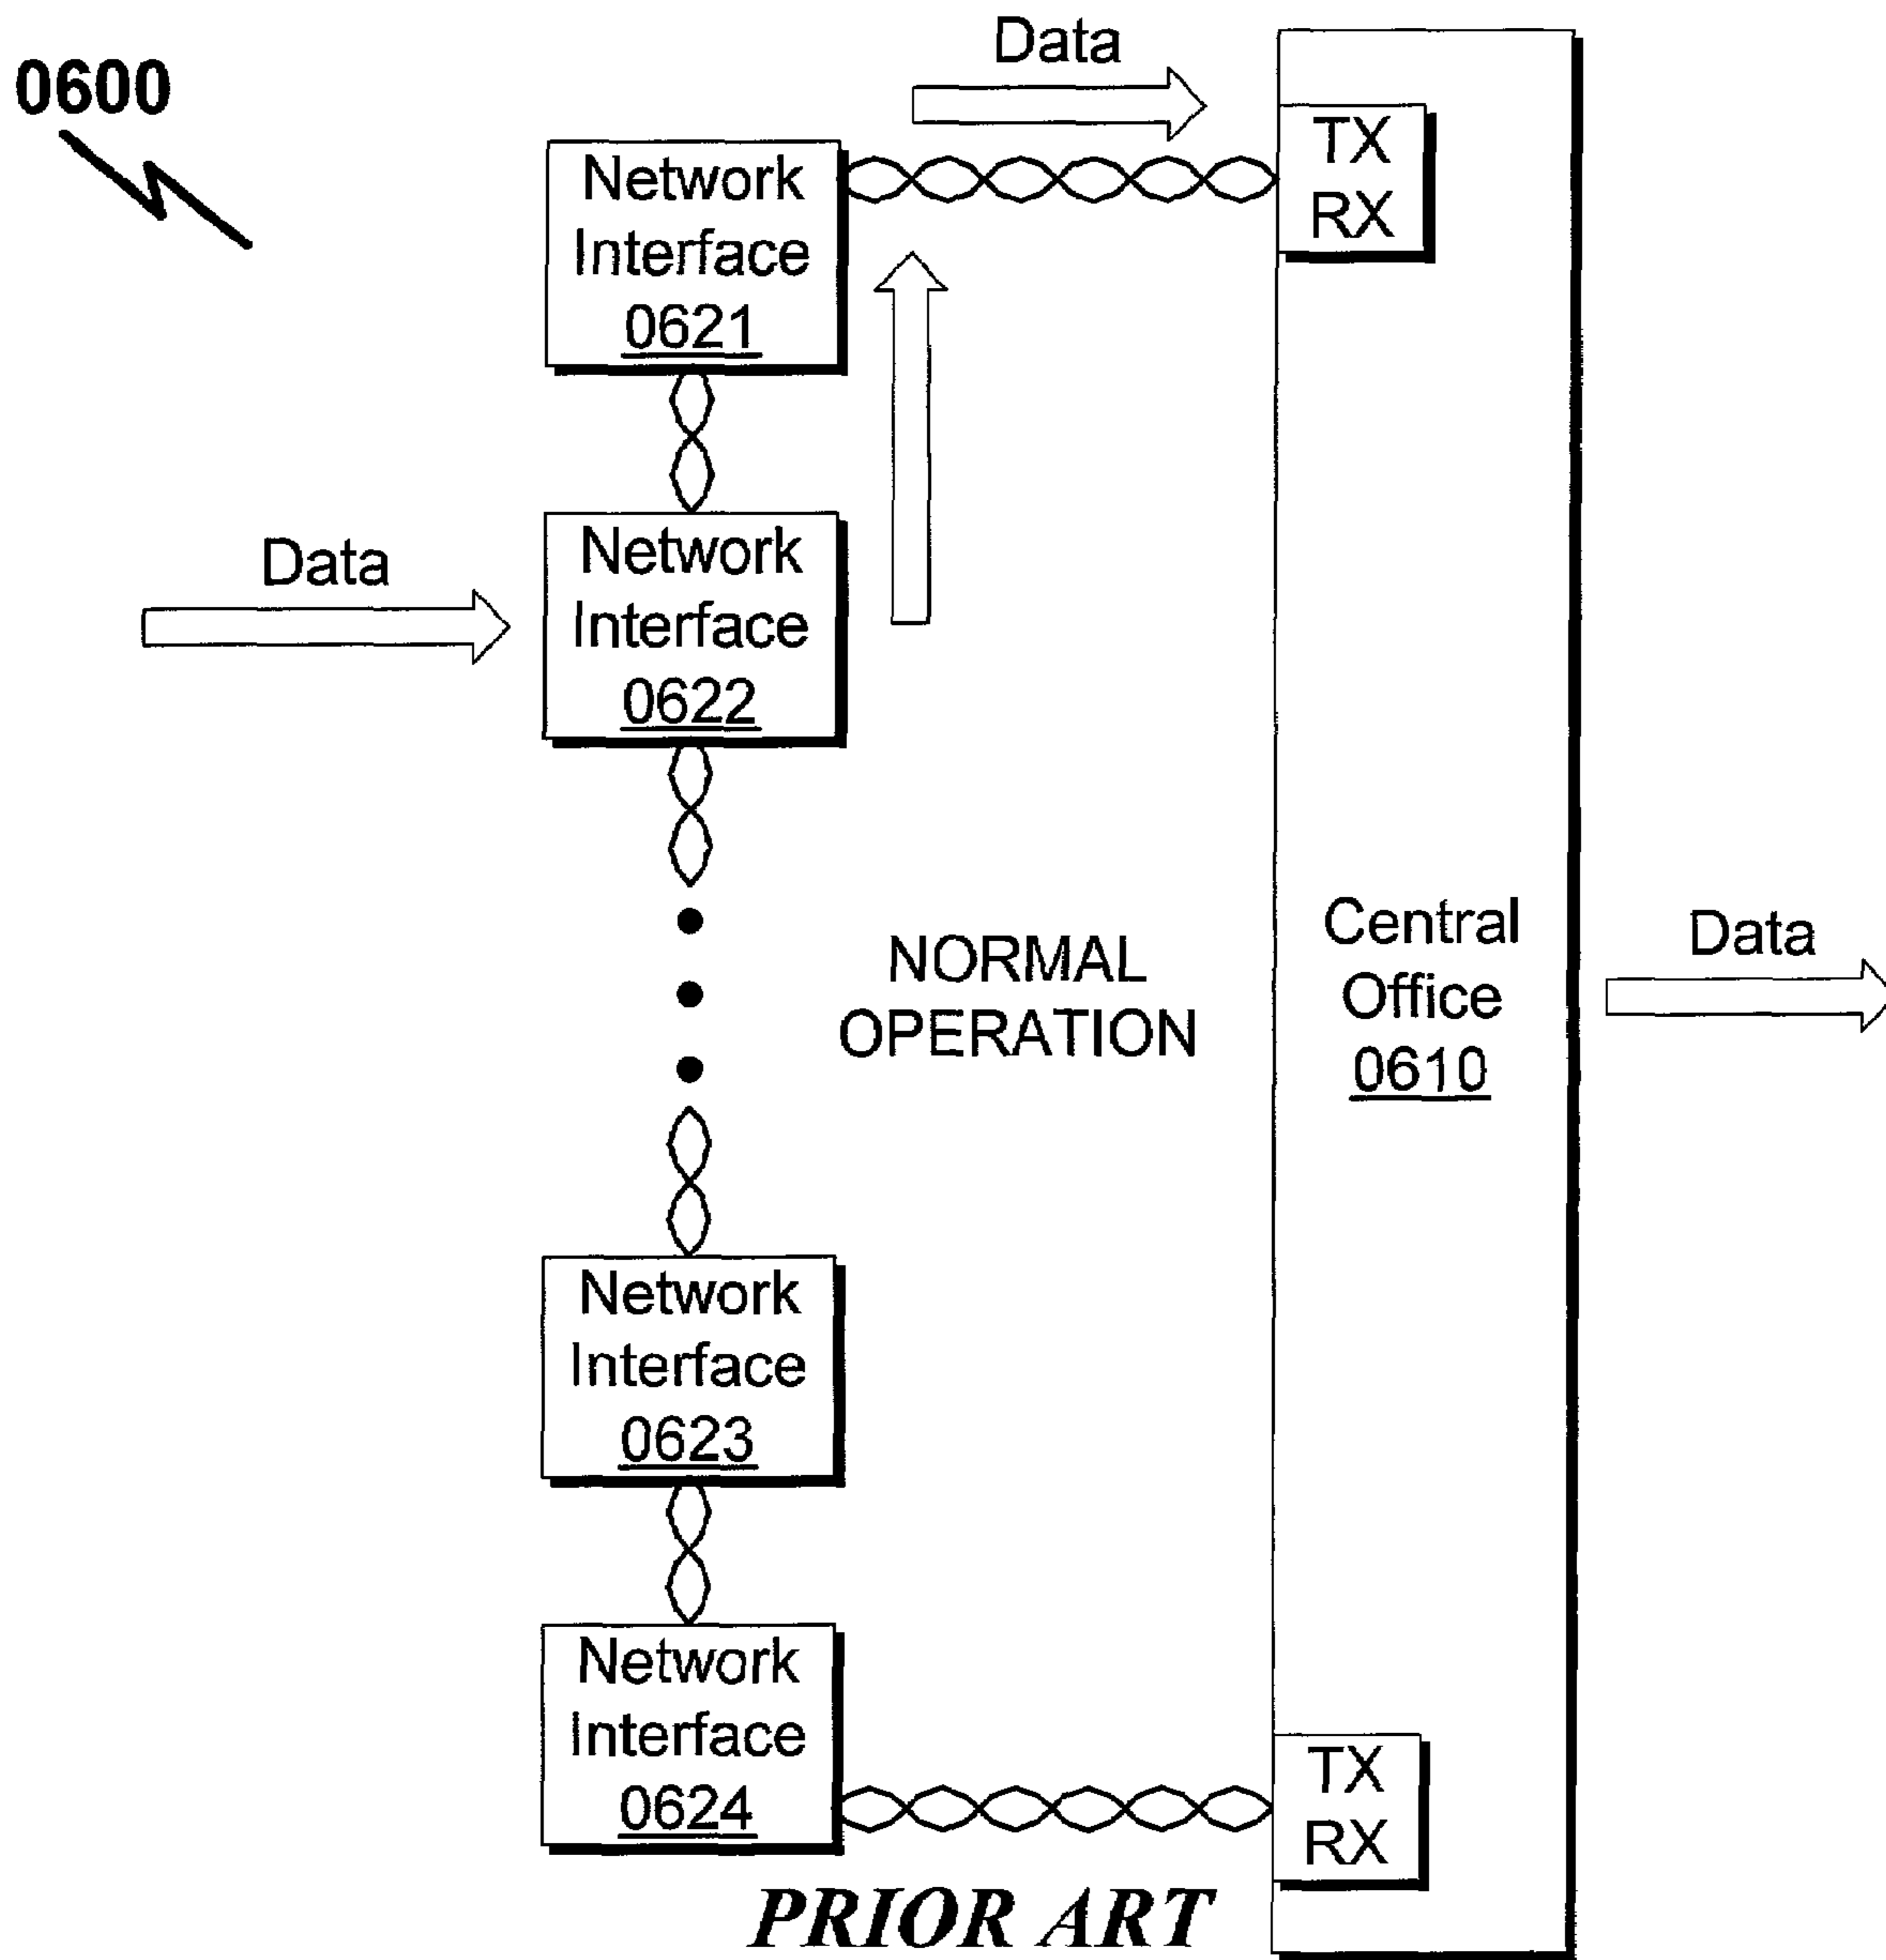 0600
Data
TX
RX
Network
Interface
0621
Data
Network
Interface
0622
NORMAL
OPERATION
Central
Office
0610
Data
Network
Interface
0623
Network
Interface
0624
TX
RX
PRIOR ART